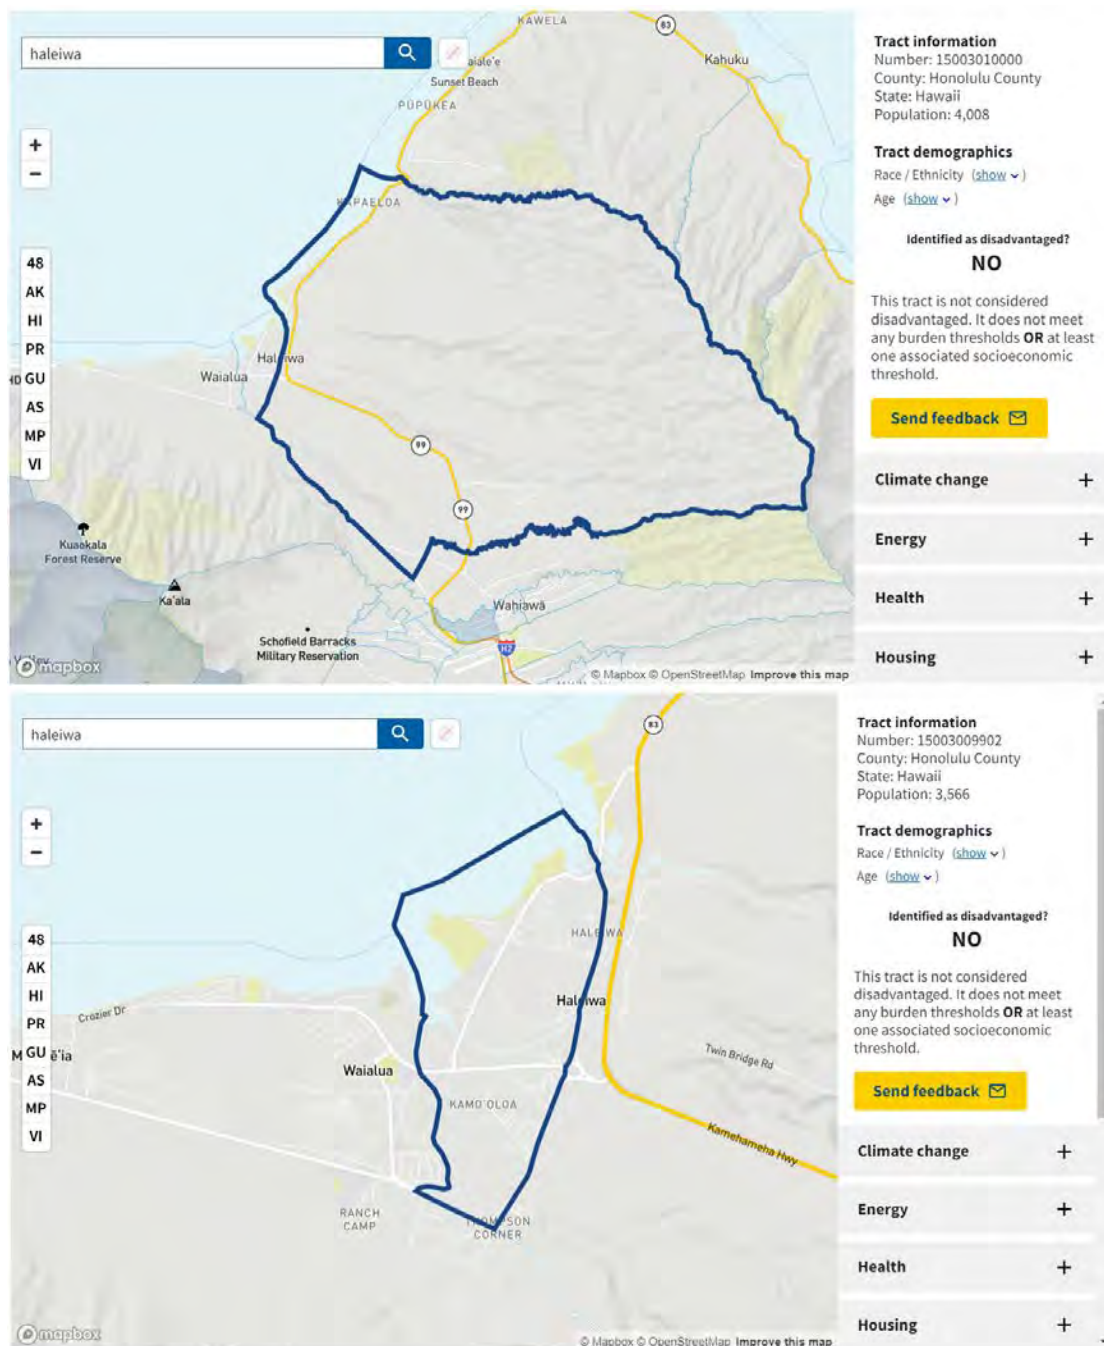 haleiwa
KAWELA
83
Kahuku
aiale'e
Sunset Beach
PŪPŪKEA
+
−
KAPAELOA
48
AK
HI
PR
GU
AS
MP
VI
Haleiwa
Waialua
99
99
Kuaokala
Forest Reserve
Ka'ala
Wahiawā
Schofield Barracks
Military Reservation
H2
mapbox
© Mapbox © OpenStreetMap Improve this map
Tract information
Number: 15003010000
County: Honolulu County
State: Hawaii
Population: 4,008
Tract demographics
Race / Ethnicity (show )
Age (show )
Identified as disadvantaged?
NO
This tract is not considered
disadvantaged. It does not meet
any burden thresholds OR at least
one associated socioeconomic
threshold.
Send feedback
Climate change +
Energy +
Health +
Housing +
haleiwa
83
+
−
48
AK
HI
PR
GU
AS
MP
VI
HALEIWA
Haleiwa
Crozier Dr
Waialua
ē'ia
Twin Bridge Rd
KAMO'OLOA
Kamehameha Hwy
RANCH
CAMP
THOMPSON
CORNER
mapbox
© Mapbox © OpenStreetMap Improve this map
Tract information
Number: 15003009902
County: Honolulu County
State: Hawaii
Population: 3,566
Tract demographics
Race / Ethnicity (show )
Age (show )
Identified as disadvantaged?
NO
This tract is not considered
disadvantaged. It does not meet
any burden thresholds OR at least
one associated socioeconomic
threshold.
Send feedback
Climate change +
Energy +
Health +
Housing +